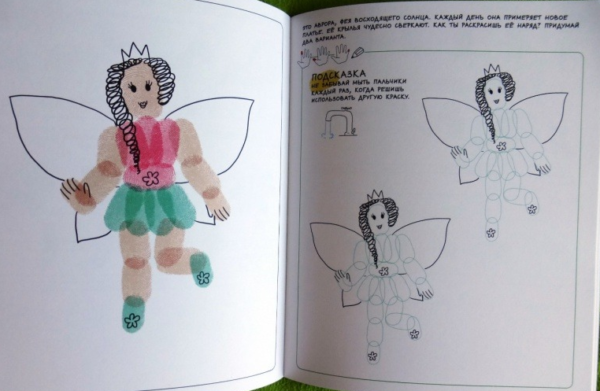 ЭТО АВРОРА, ФЕЯ ВОСХОДЯЩЕГО СОЛНЦА. КАЖДЫЙ ДЕНЬ ОНА ПРИМЕРЯЕТ НОВОЕ
ПЛАТЬЕ. ЕЁ КРЫЛЬЯ ЧУДЕСНО СВЕРКАЮТ. КАК ТЫ РАСКРАСИШЬ ЕЁ НАРЯД? ПРИДУМАЙ
ДВА ВАРИАНТА.
ПОДСКАЗКА
НЕ ЗАБЫВАЙ МЫТЬ ПАЛЬЧИКИ
КАЖДЫЙ РАЗ, КОГДА РЕШИШЬ
ИСПОЛЬЗОВАТЬ ДРУГУЮ КРАСКУ.